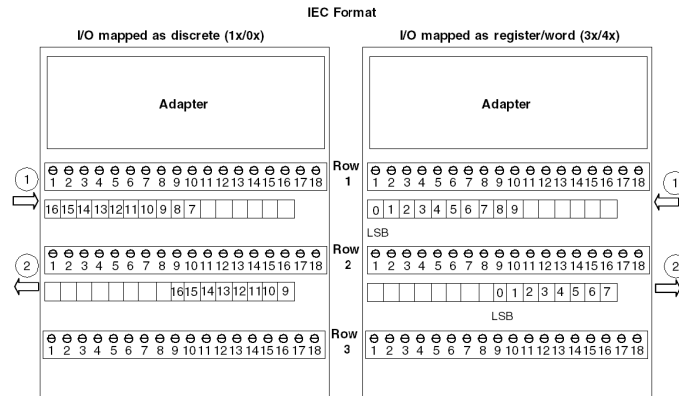 IEC Format
I/O mapped as discrete (1x/0x)
I/O mapped as register/word (3x/4x)
Adapter
Adapter
1
1 2 3 4 5 6 7 8 9 10 11 12 13 14 15 16 17 18
Row 1
1 2 3 4 5 6 7 8 9 10 11 12 13 14 15 16 17 18
1
16 15 14 13 12 11 10 9 8 7
0 1 2 3 4 5 6 7 8 9
LSB
2
1 2 3 4 5 6 7 8 9 10 11 12 13 14 15 16 17 18
Row 2
1 2 3 4 5 6 7 8 9 10 11 12 13 14 15 16 17 18
2
16 15 14 13 12 11 10 9
0 1 2 3 4 5 6 7
LSB
1 2 3 4 5 6 7 8 9 10 11 12 13 14 15 16 17 18
Row 3
1 2 3 4 5 6 7 8 9 10 11 12 13 14 15 16 17 18